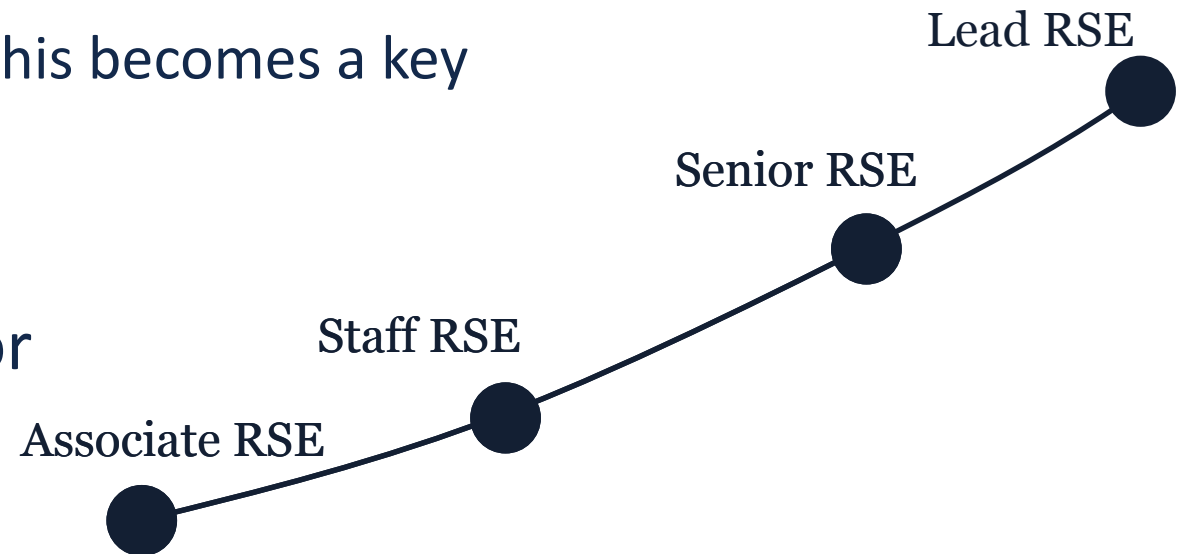 his becomes a key
Lead RSE
Senior RSE
Staff RSE
or
Associate RSE